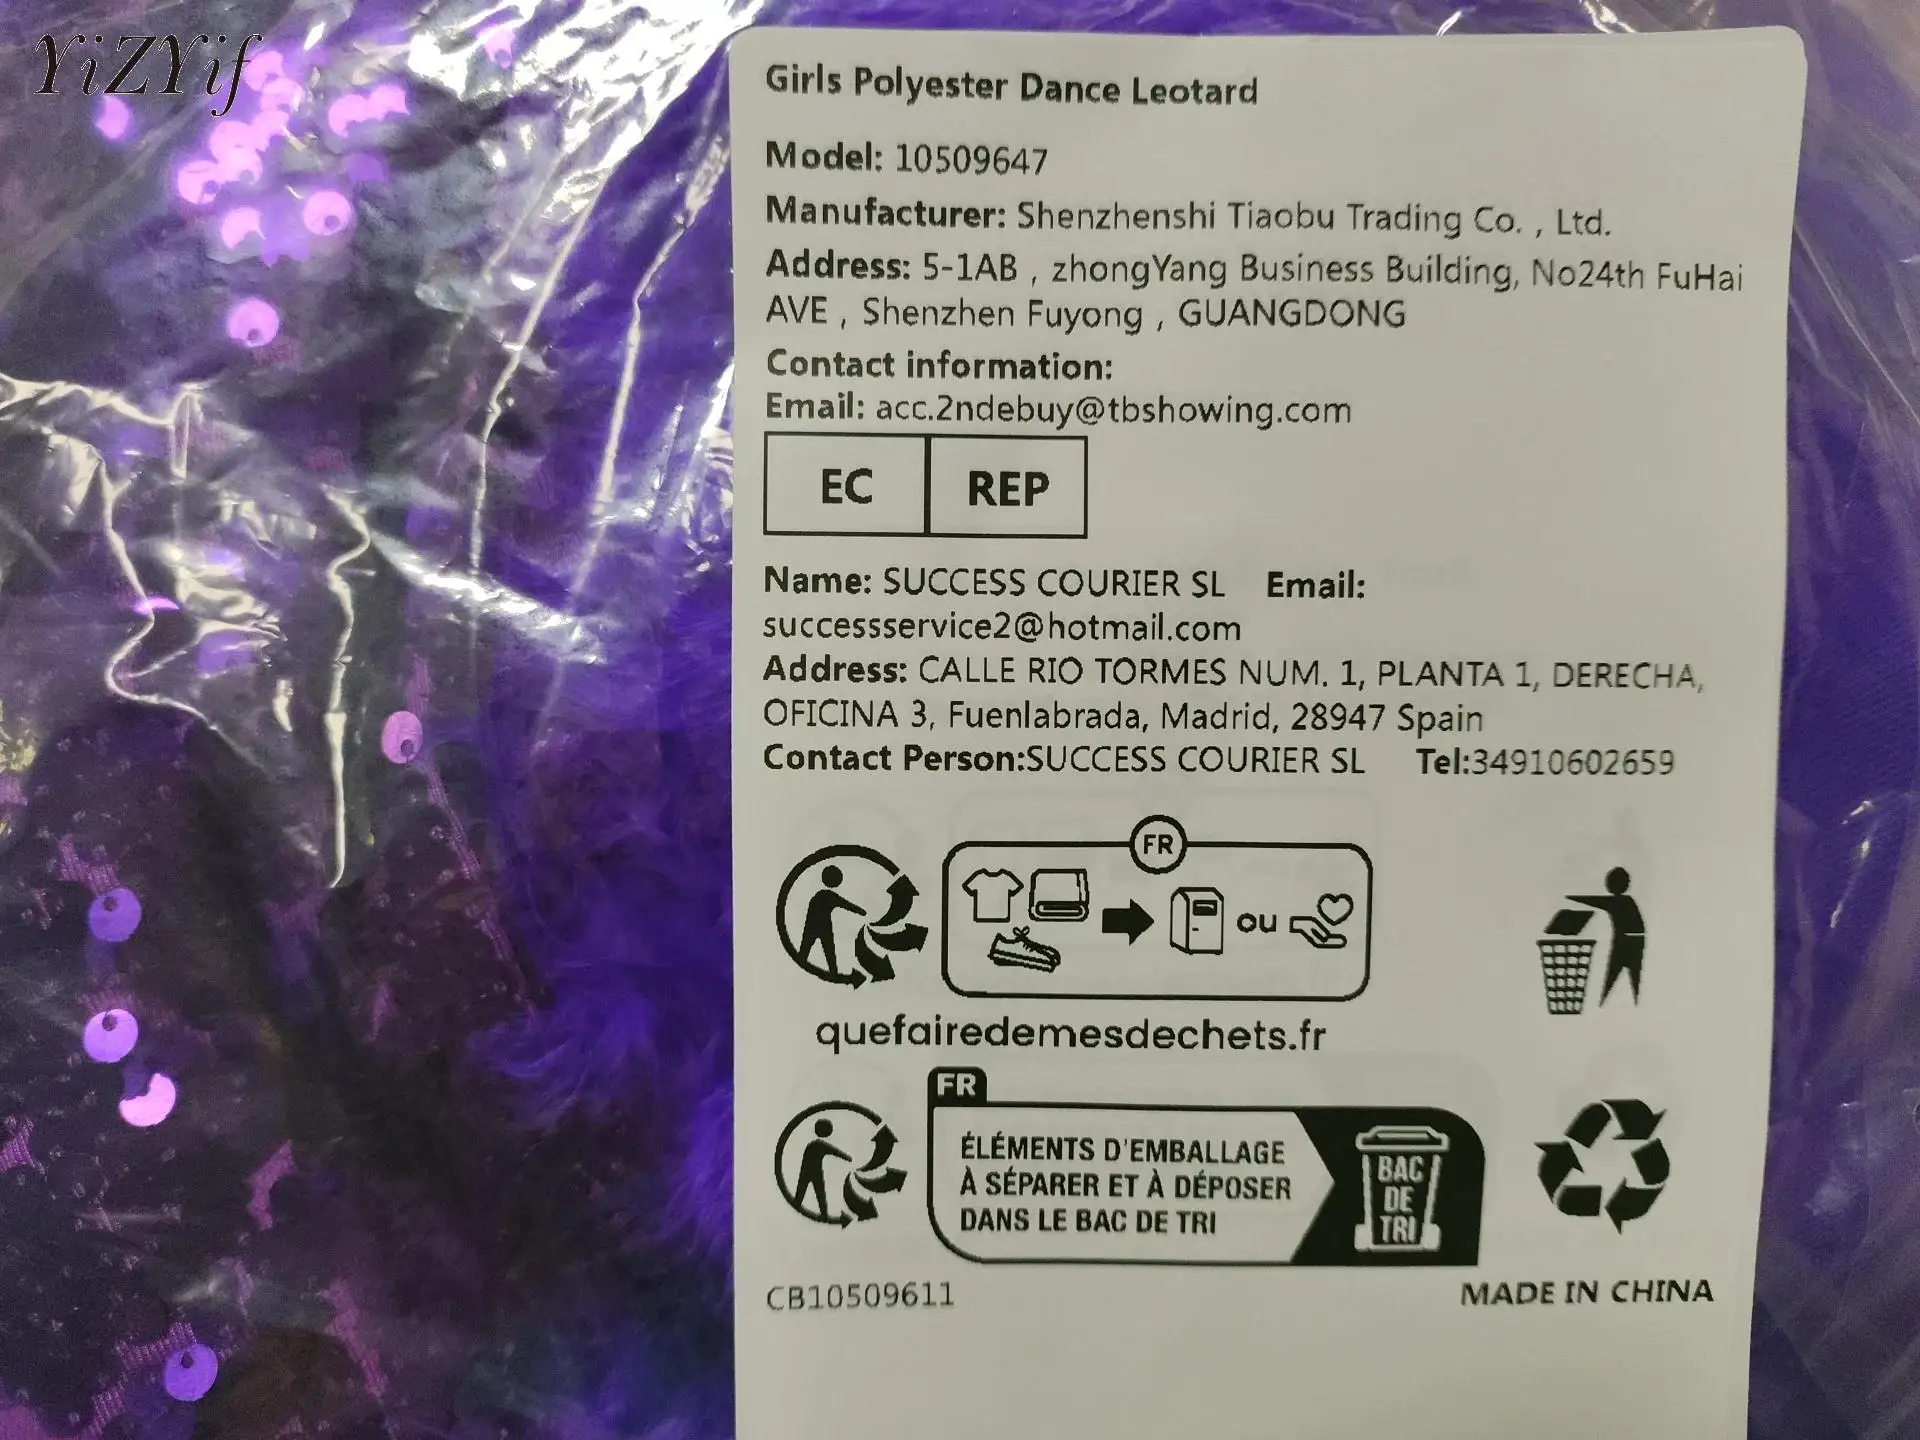 YiZYif
Girls Polyester Dance Leotard
Model: 10509647
Manufacturer: Shenzhenshi Tiaobu Trading Co. , Ltd.
Address: 5-1AB , zhongYang Business Building, No24th FuHai
AVE , Shenzhen Fuyong , GUANGDONG
Contact information:
Email: acc.2ndebuy@tbshowing.com
EC REP
Name: SUCCESS COURIER SL Email:
successservice2@hotmail.com
Address: CALLE RIO TORMES NUM. 1, PLANTA 1, DERECHA,
OFICINA 3, Fuenlabrada, Madrid, 28947 Spain
Contact Person:SUCCESS COURIER SL Tel:34910602659
FR
ou
quefairedemesdechets.fr
FR
ÉLÉMENTS D'EMBALLAGE
À SÉPARER ET À DÉPOSER
DANS LE BAC DE TRI
BAC
DE
TRI
CB10509611
MADE IN CHINA